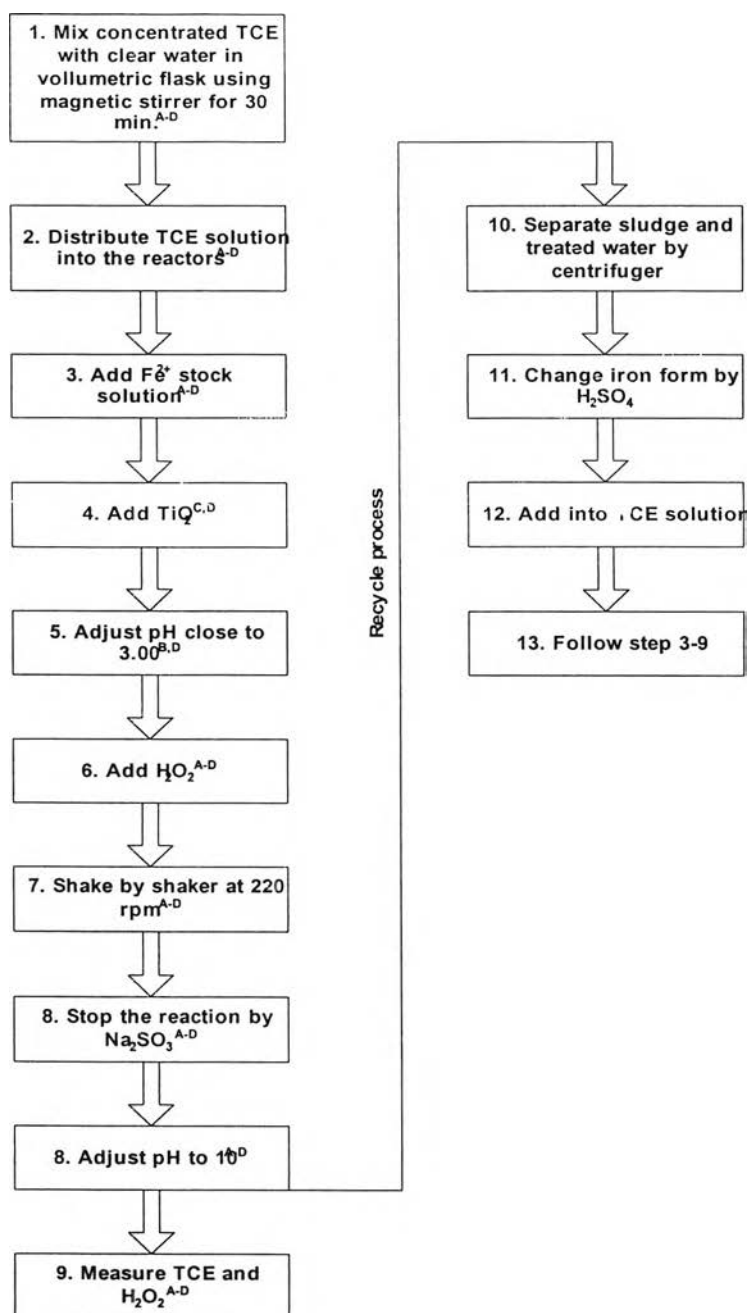 1. Mix concentrated TCE
with clear water in
vollumetric flask using
magnetic stirrer for 30
min.A-D
2. Distribute TCE solution
into the reactorsA-D
3. Add Fe2+ stock
solutionA-D
4. Add TiO2C,D
5. Adjust pH close to
3.00B,D
6. Add H2O2A-D
7. Shake by shaker at 220
rpmA-D
8. Stop the reaction by
Na2SO3A-D
8. Adjust pH to 10A-D
9. Measure TCE and
H2O2A-D
Recycle process
10. Separate sludge and
treated water by
centrifuger
11. Change iron form by
H2SO4
12. Add into CE solution
13. Follow step 3-9